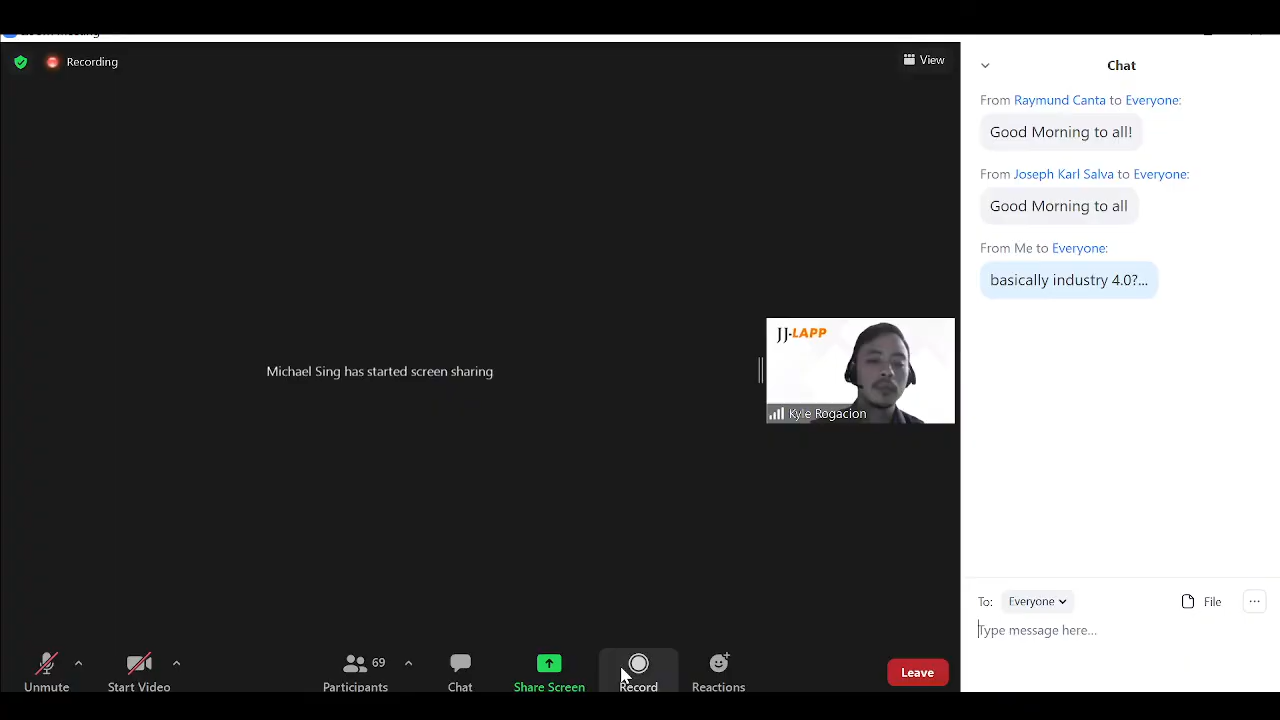 Recording
View
Michael Sing has started screen sharing
JJ-LAPP
Kyle Rogacion
Unmute
Start Video
Participants
69
Chat
Share Screen
Record
Reactions
Leave
Chat
From Raymund Canta to Everyone:
Good Morning to all!
From Joseph Karl Salva to Everyone:
Good Morning to all
From Me to Everyone:
basically industry 4.0?...
To: Everyone
File
Type message here...